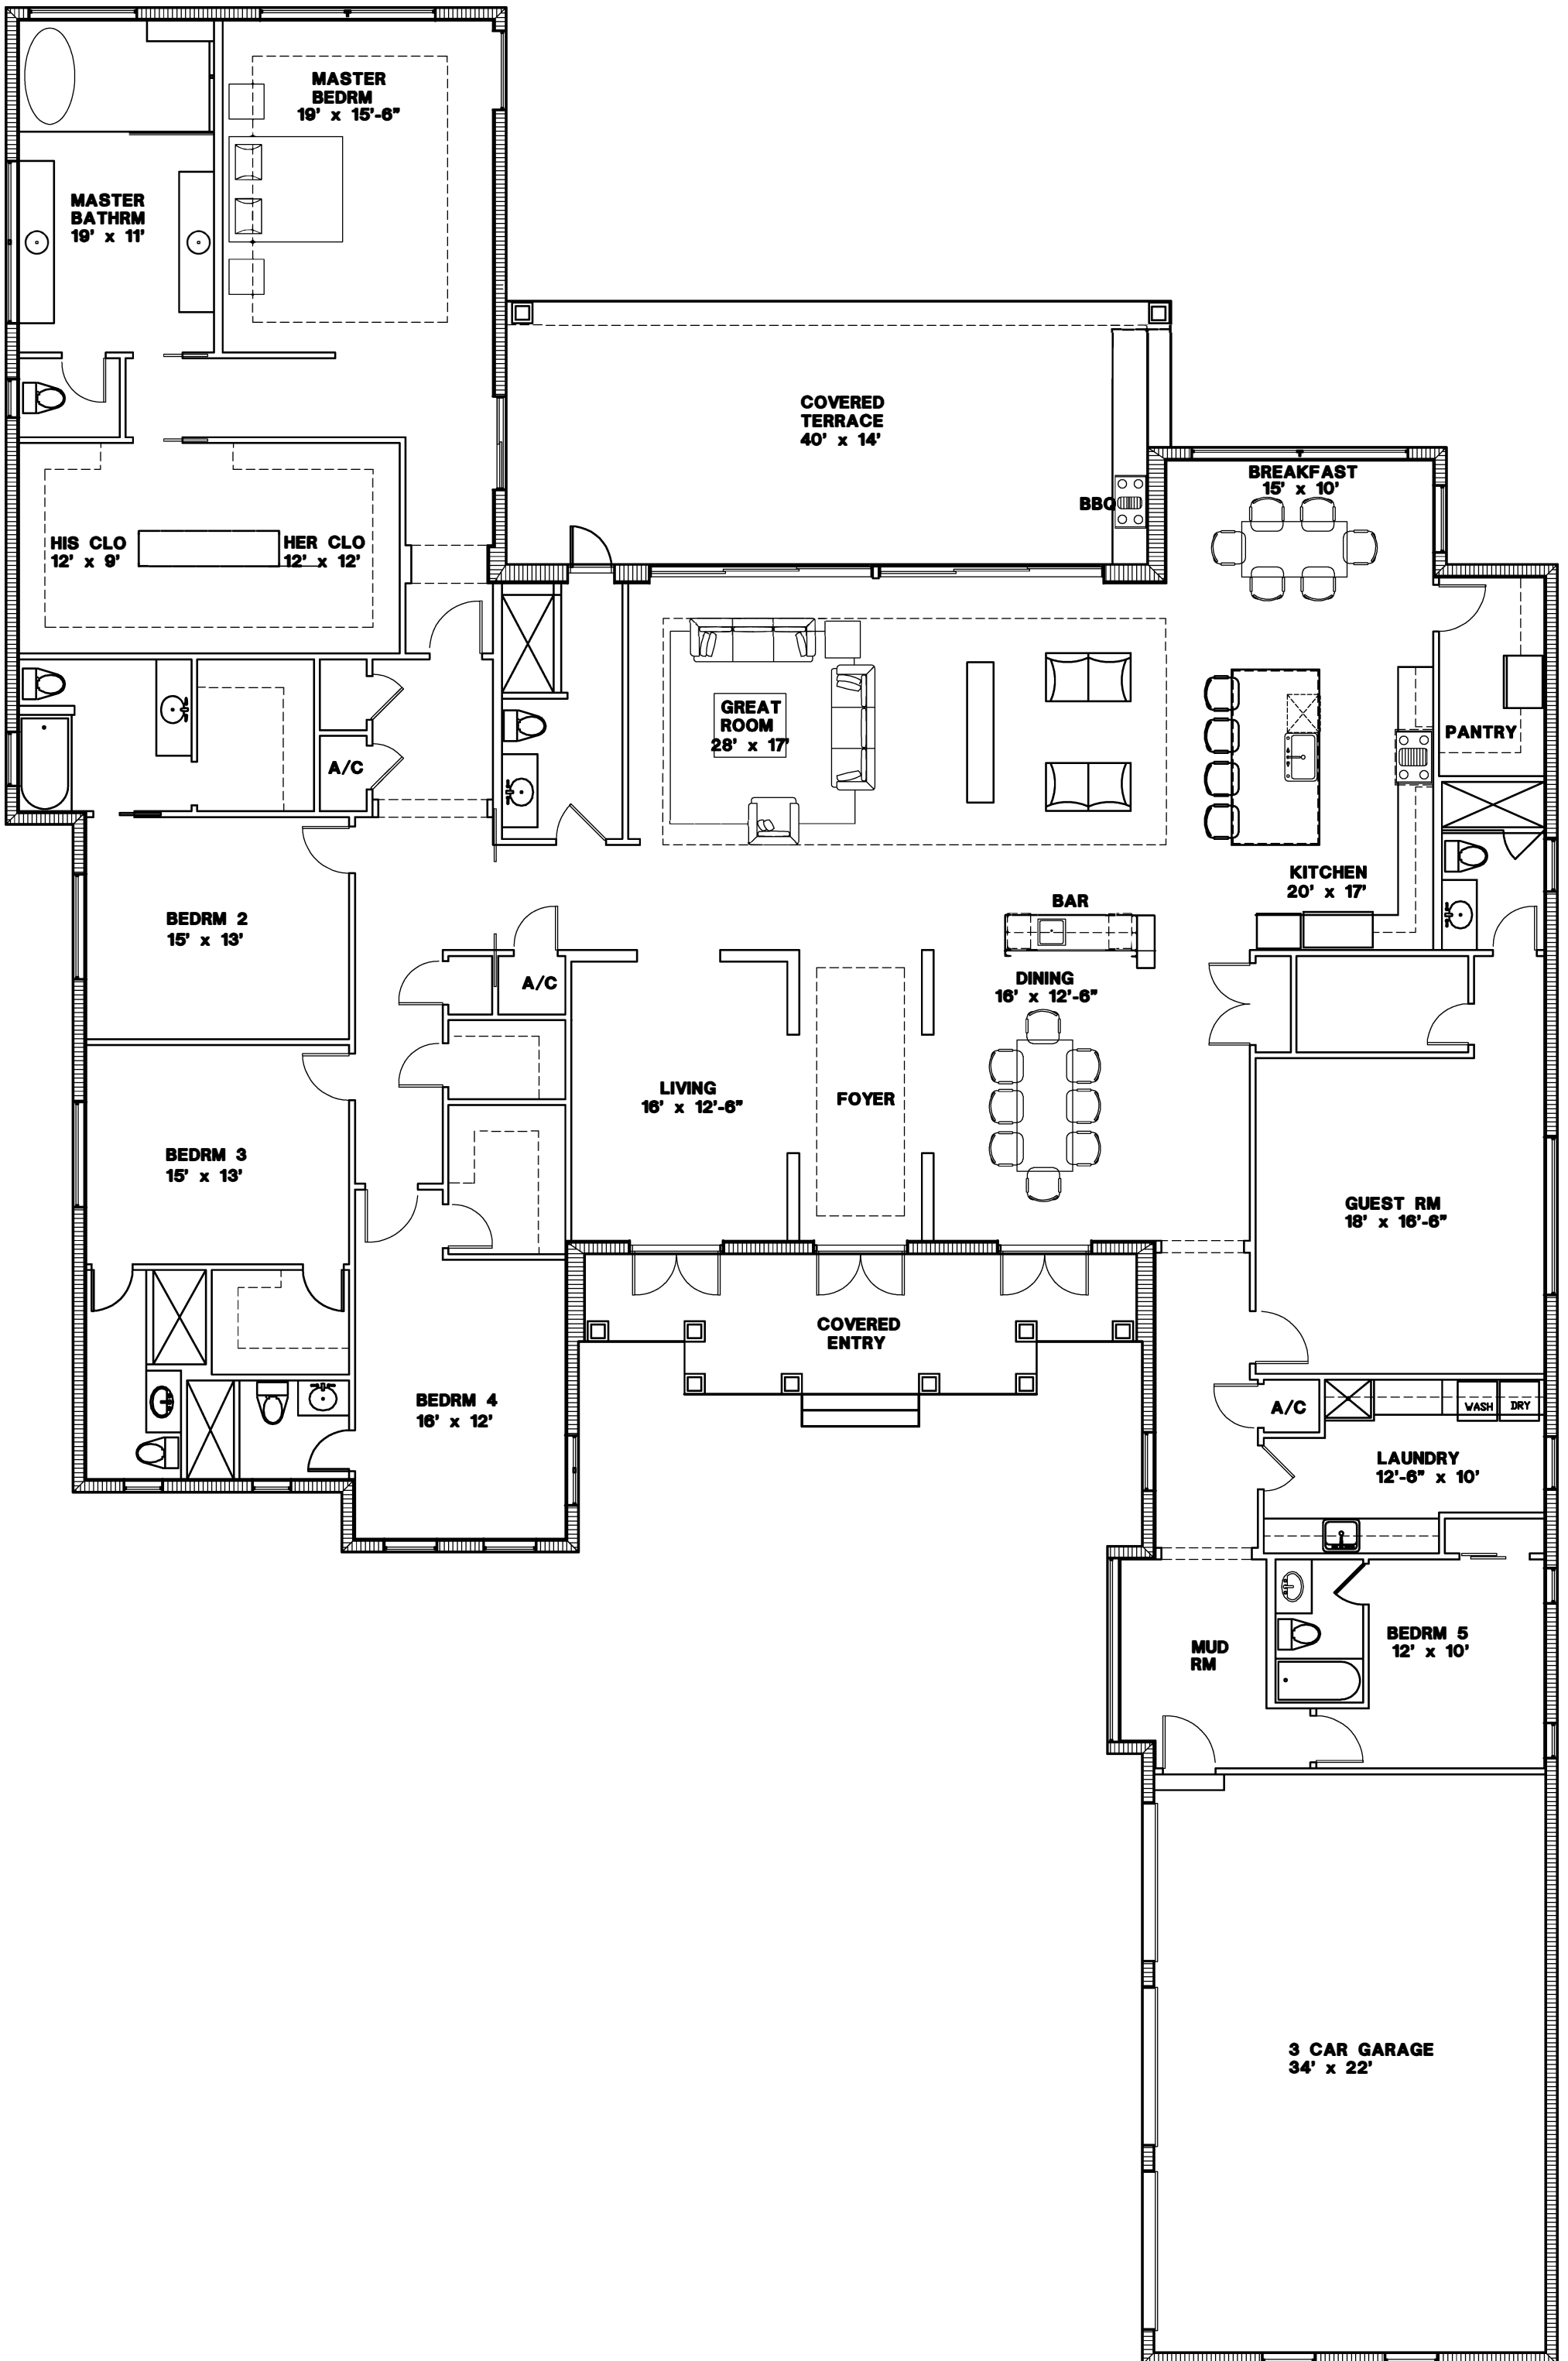 MASTER
BEDRM
19' x 15'-6"
MASTER
BATHRM
19' x 11'
COVERED
TERRACE
40' x 14'
BBQ
BREAKFAST
15' x 10'
HIS CLO
12' x 9'
HER CLO
12' x 12'
GREAT
ROOM
28' x 17'
PANTRY
A/C
KITCHEN
20' x 17'
BAR
BEDRM 2
15' x 13'
A/C
DINING
16' x 12'-6"
LIVING
16' x 12'-6"
FOYER
BEDRM 3
15' x 13'
GUEST RM
18' x 16'-6"
COVERED
ENTRY
BEDRM 4
16' x 12'
A/C
WASH
DRY
LAUNDRY
12'-6" x 10'
MUD
RM
BEDRM 5
12' x 10'
3 CAR GARAGE
34' x 22'